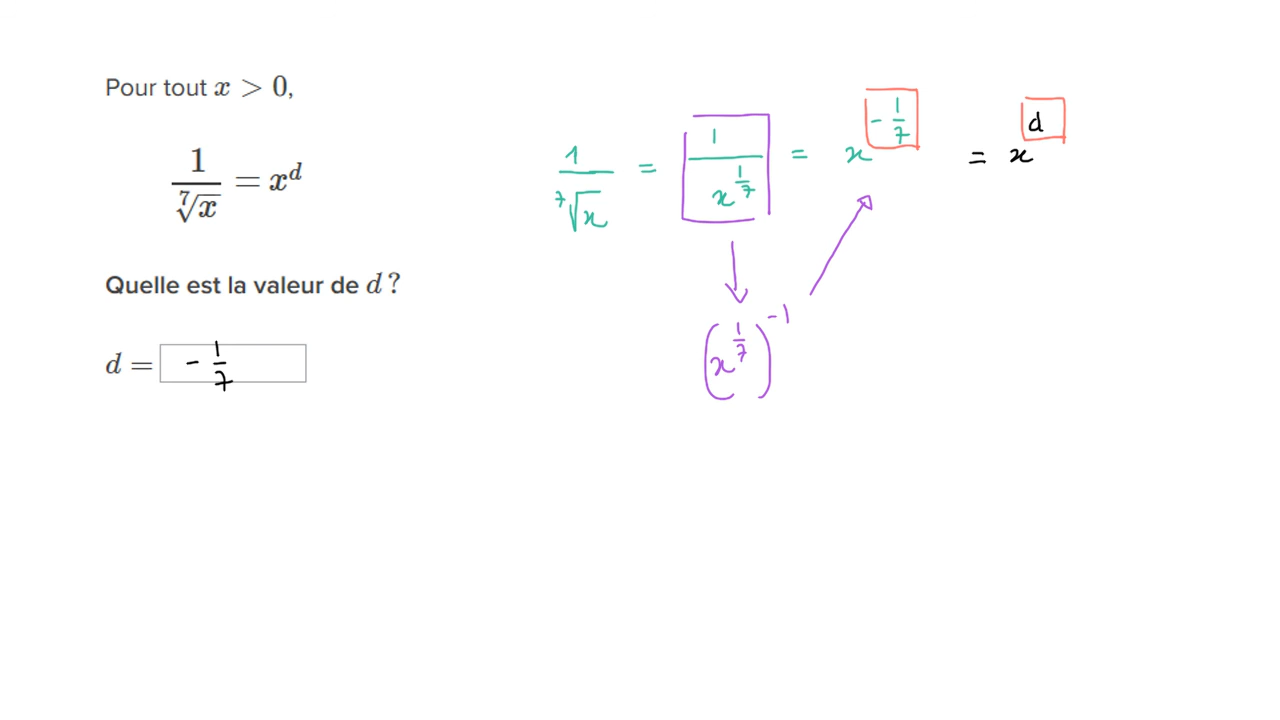 Pour tout x > 0,
1/⁷√x = x^d
Quelle est la valeur de d ?
d = -1/7
1/⁷√x = 1/x^(1/7) = x^(-1/7) = x^d
(x^(1/7))^(-1)